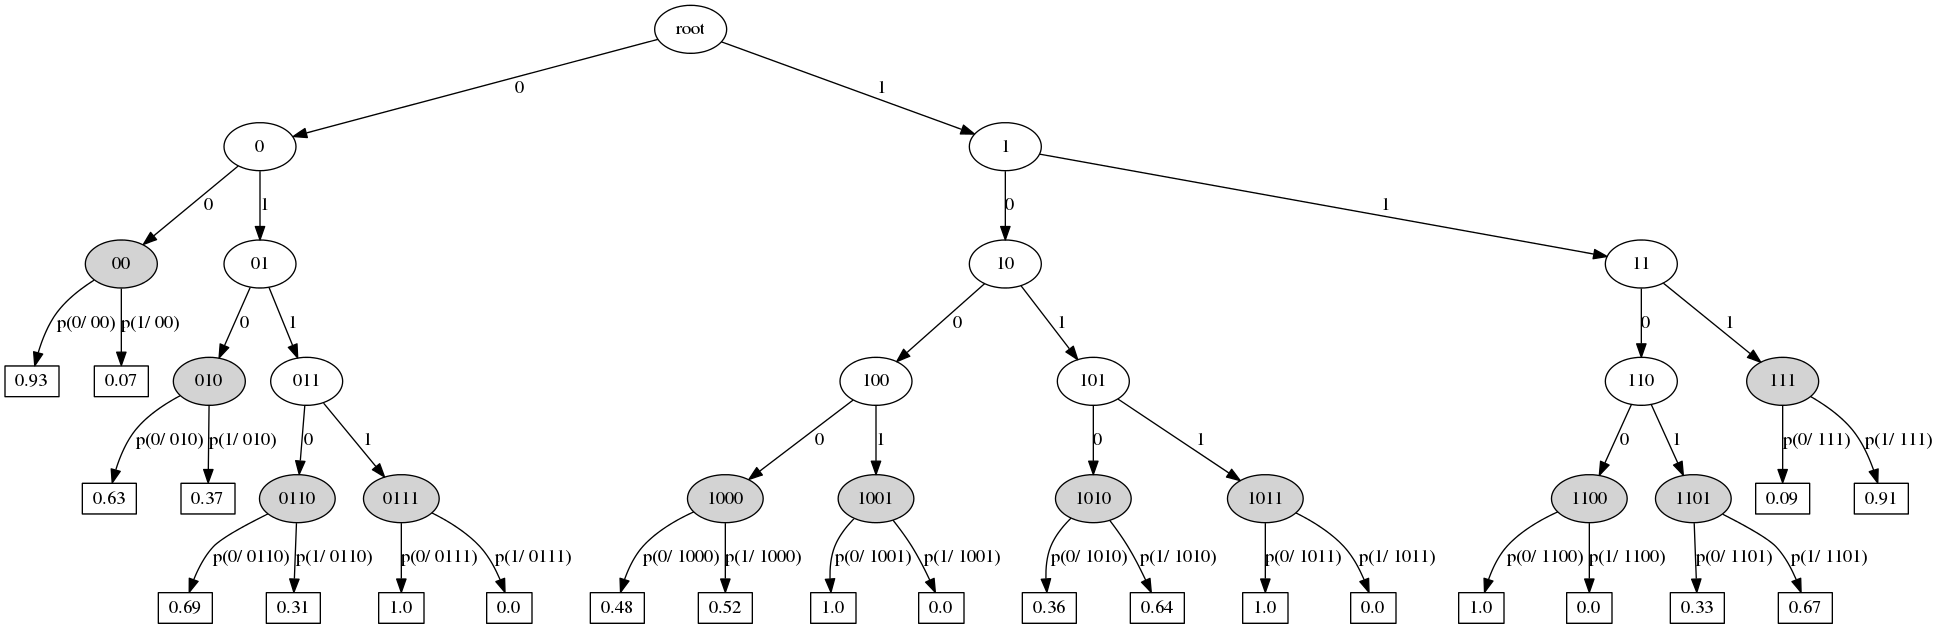 root
0 1
0 1
0 1 0 1
00 01 10 11
p(0/ 00) p(1/ 00) 0 1 0 1 0 1
0.93 0.07 010 011 100 101 110 111
p(0/ 010) p(1/ 010) 0 1 0 1 0 1 0 1 p(0/ 111) p(1/ 111)
0.63 0.37 0110 0111 1000 1001 1010 1011 1100 1101 0.09 0.91
p(0/ 0110) p(1/ 0110) p(0/ 0111) p(1/ 0111) p(0/ 1000) p(1/ 1000) p(0/ 1001) p(1/ 1001) p(0/ 1010) p(1/ 1010) p(0/ 1011) p(1/ 1011) p(0/ 1100) p(1/ 1100) p(0/ 1101) p(1/ 1101)
0.69 0.31 1.0 0.0 0.48 0.52 1.0 0.0 0.36 0.64 1.0 0.0 1.0 0.0 0.33 0.67